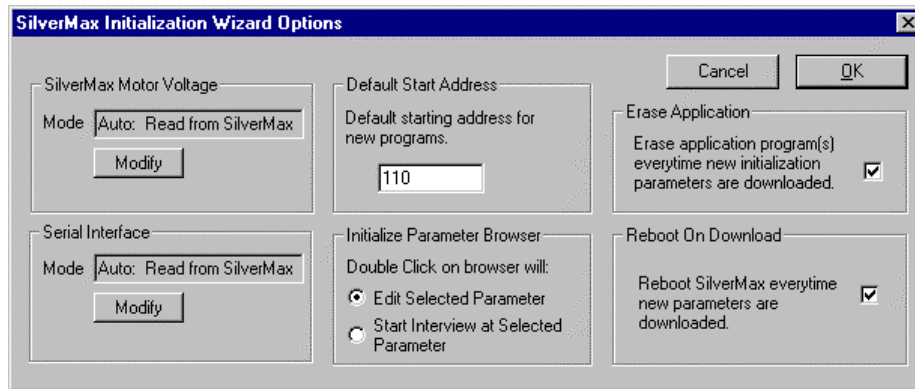 SilverMax Initialization Wizard Options
SilverMax Motor Voltage
Mode Auto: Read from SilverMax
Modify
Serial Interface
Mode Auto: Read from SilverMax
Modify
Default Start Address
Default starting address for
new programs.
110
Initialize Parameter Browser
Double Click on browser will:
Edit Selected Parameter
Start Interview at Selected
Parameter
Cancel
OK
Erase Application
Erase application program(s)
everytime new initialization
parameters are downloaded.
Reboot On Download
Reboot SilverMax everytime
new parameters are
downloaded.